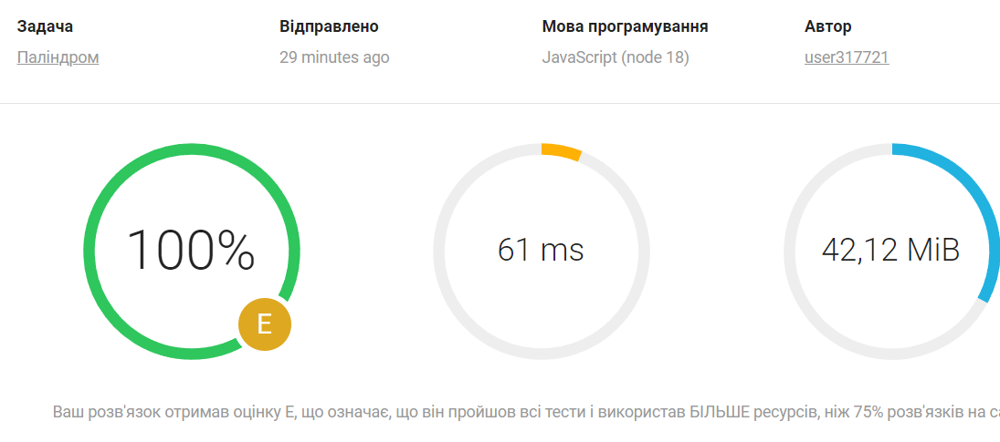 Задача Відправлено Мова програмування Автор
Паліндром 29 minutes ago JavaScript (node 18) user317721
100% 61 ms 42,12 MiB
E
Ваш розв'язок отримав оцінку E, що означає, що він пройшов всі тести і використав БІЛЬШЕ ресурсів, ніж 75% розв'язків на